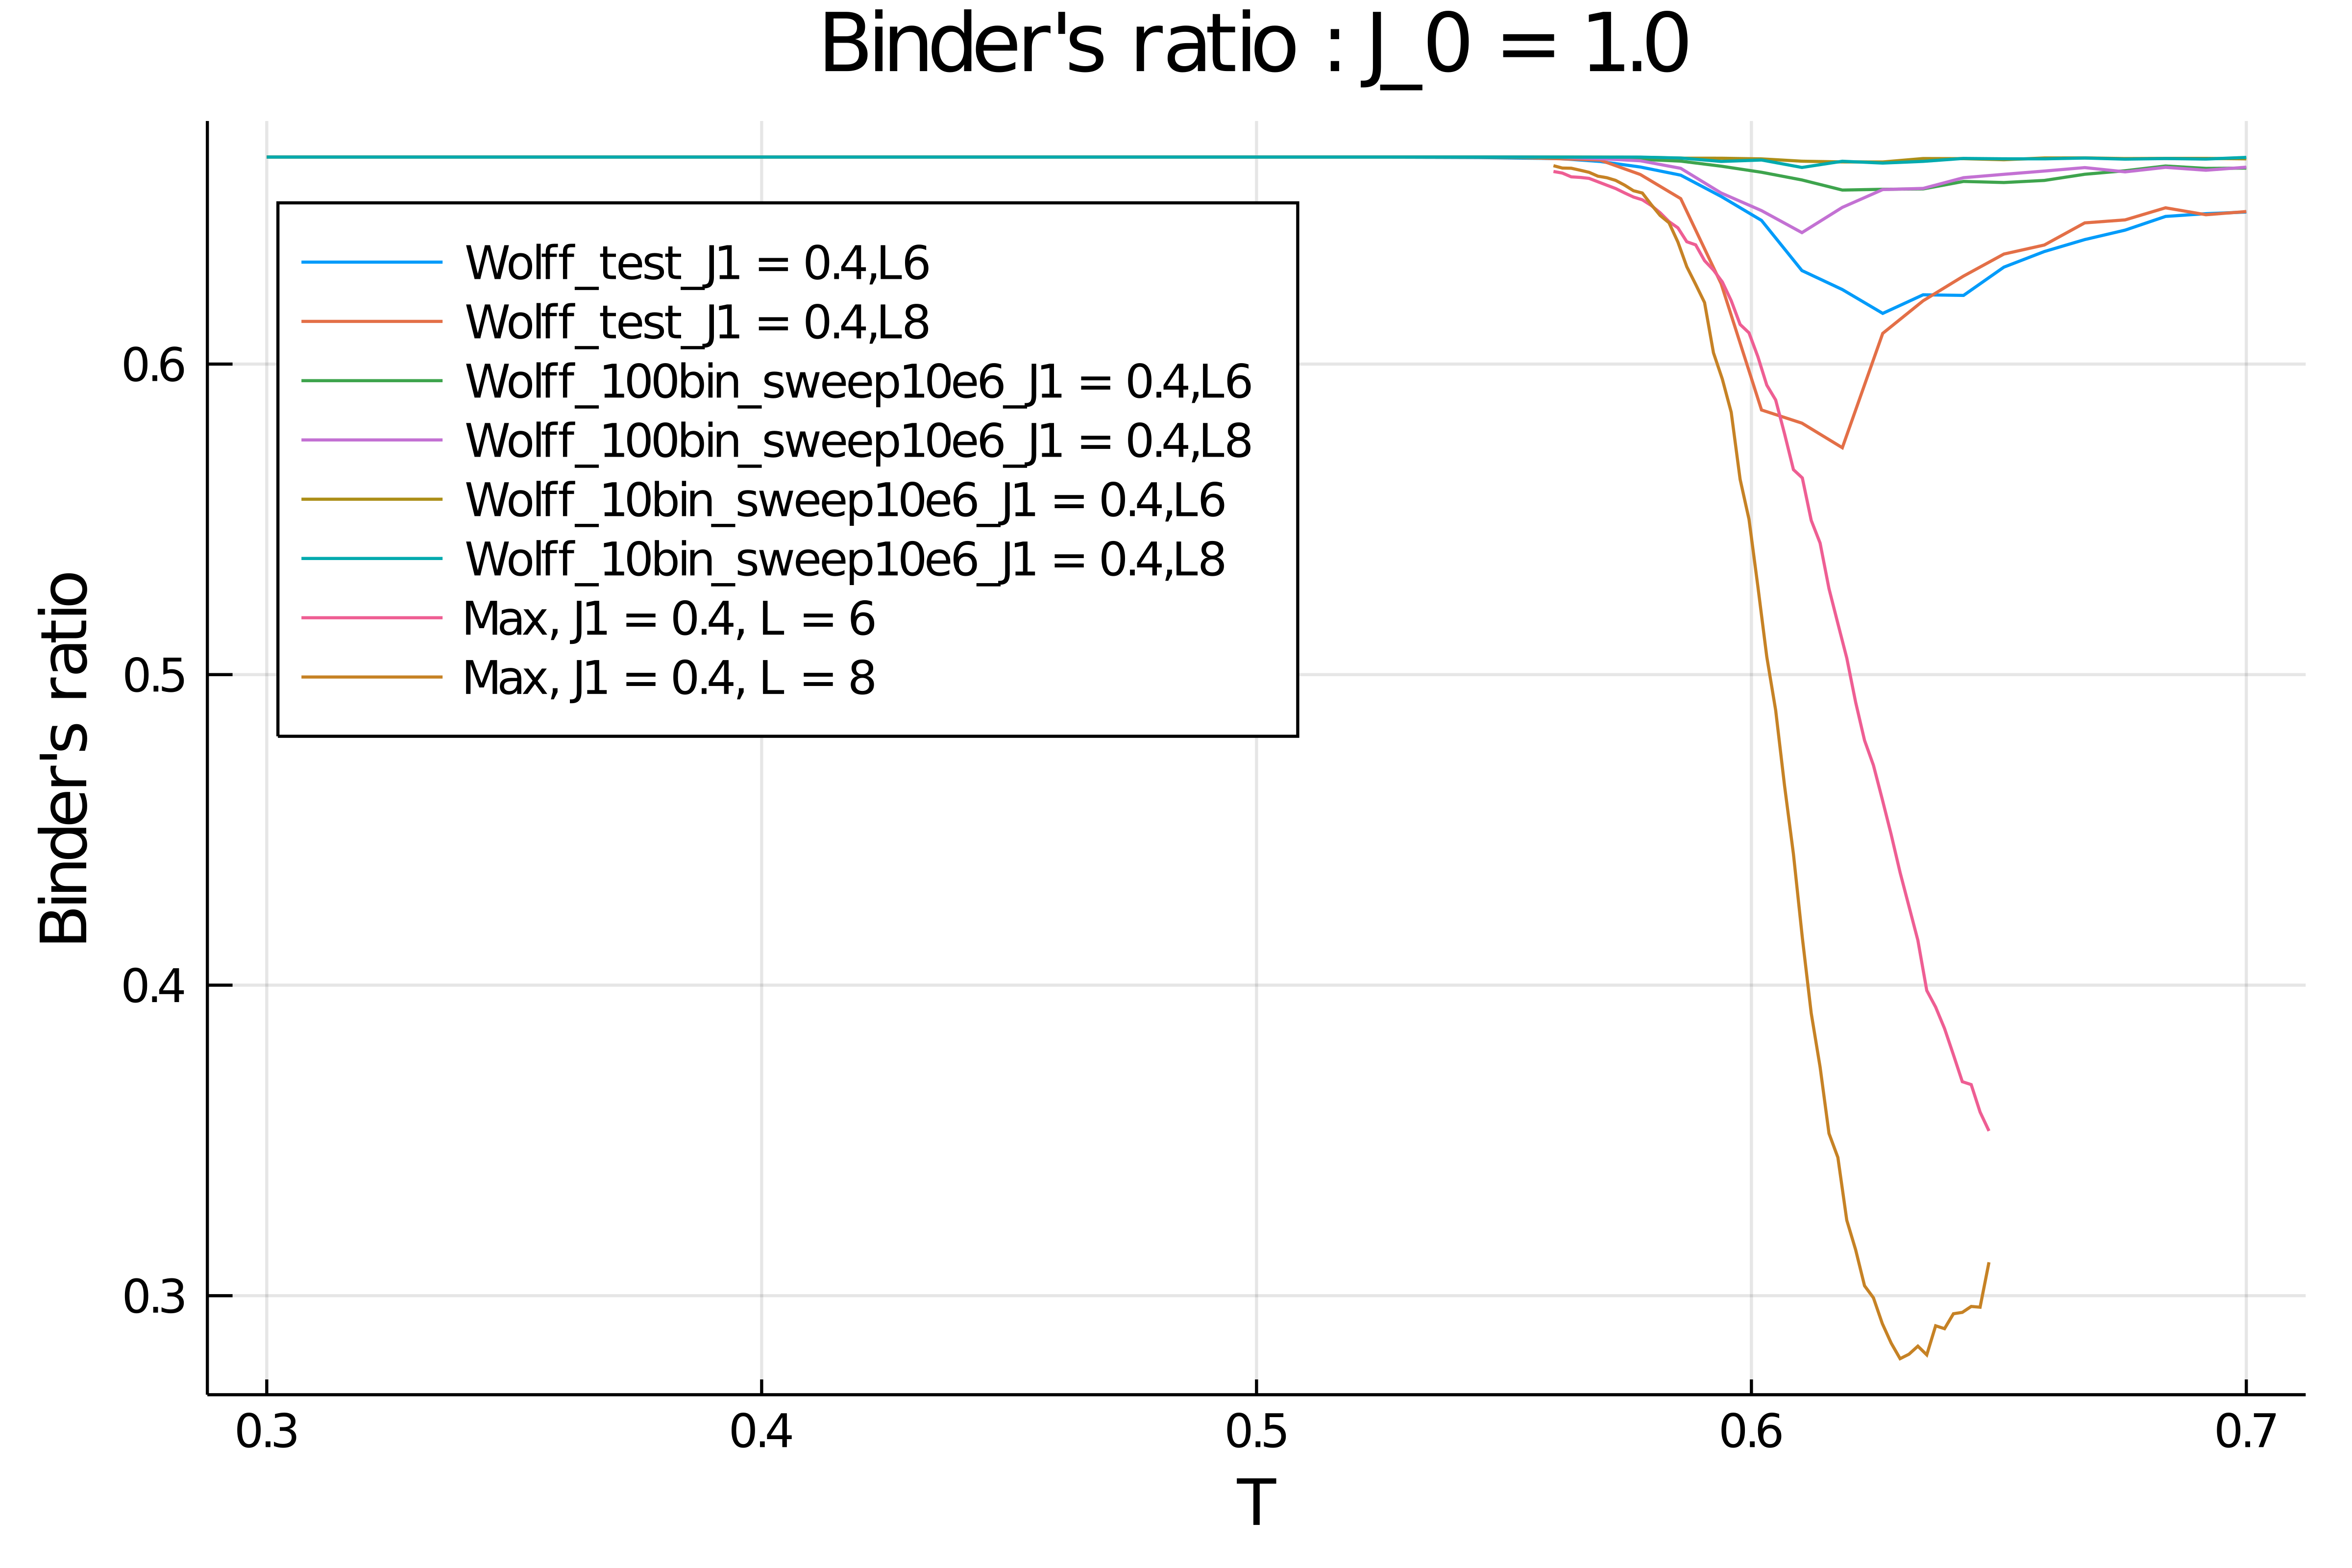 Binder's ratio : J_0 = 1.0
Wolff_test_J1 = 0.4,L6
Wolff_test_J1 = 0.4,L8
Wolff_100bin_sweep10e6_J1 = 0.4,L6
Wolff_100bin_sweep10e6_J1 = 0.4,L8
Wolff_10bin_sweep10e6_J1 = 0.4,L6
Wolff_10bin_sweep10e6_J1 = 0.4,L8
Max, J1 = 0.4, L = 6
Max, J1 = 0.4, L = 8
Binder's ratio
0.6
0.5
0.4
0.3
0.3 0.4 0.5 0.6 0.7
T